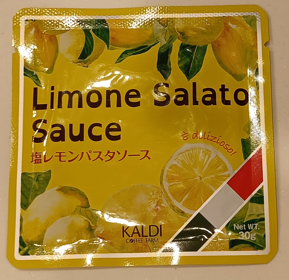 Limone Salato
Sauce
塩レモンパスタソース
è delizioso!
KALDI
COFFEE FARM
Net WT.
30g